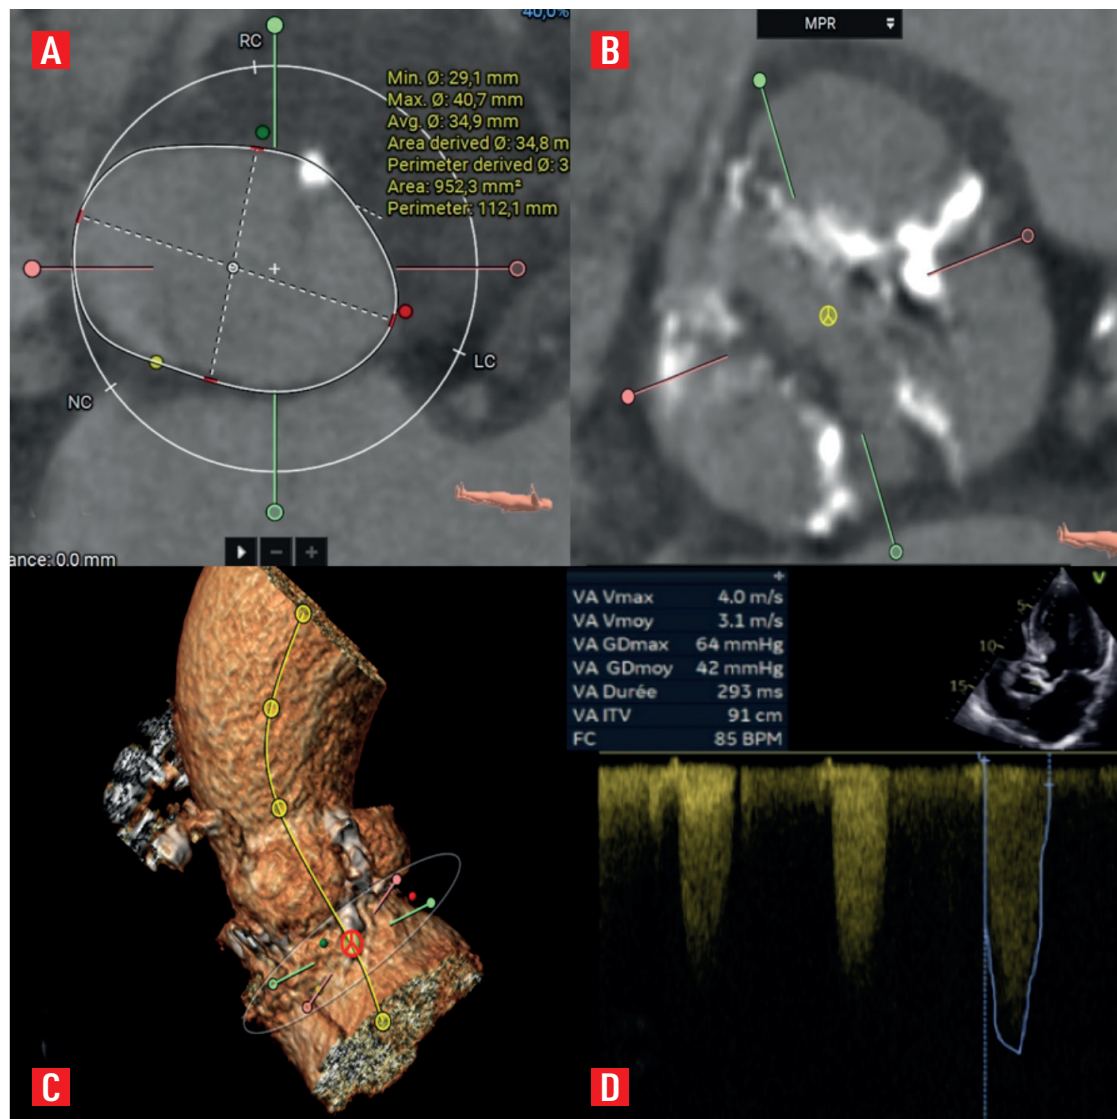 A
40,0%
RC
Min. Ø: 29,1 mm
Max. Ø: 40,7 mm
Avg. Ø: 34,9 mm
Area derived Ø: 34,8 m
Perimeter derived Ø: 3
Area: 952,3 mm²
Perimeter: 112,1 mm
LC
NC
ance: 0.0 mm
B
MPR
C
VA Vmax 4.0 m/s
VA Vmoy 3.1 m/s
VA GDmax 64 mmHg
VA GDmoy 42 mmHg
VA Durée 293 ms
VA ITV 91 cm
FC 85 BPM
V
5
10
15
D